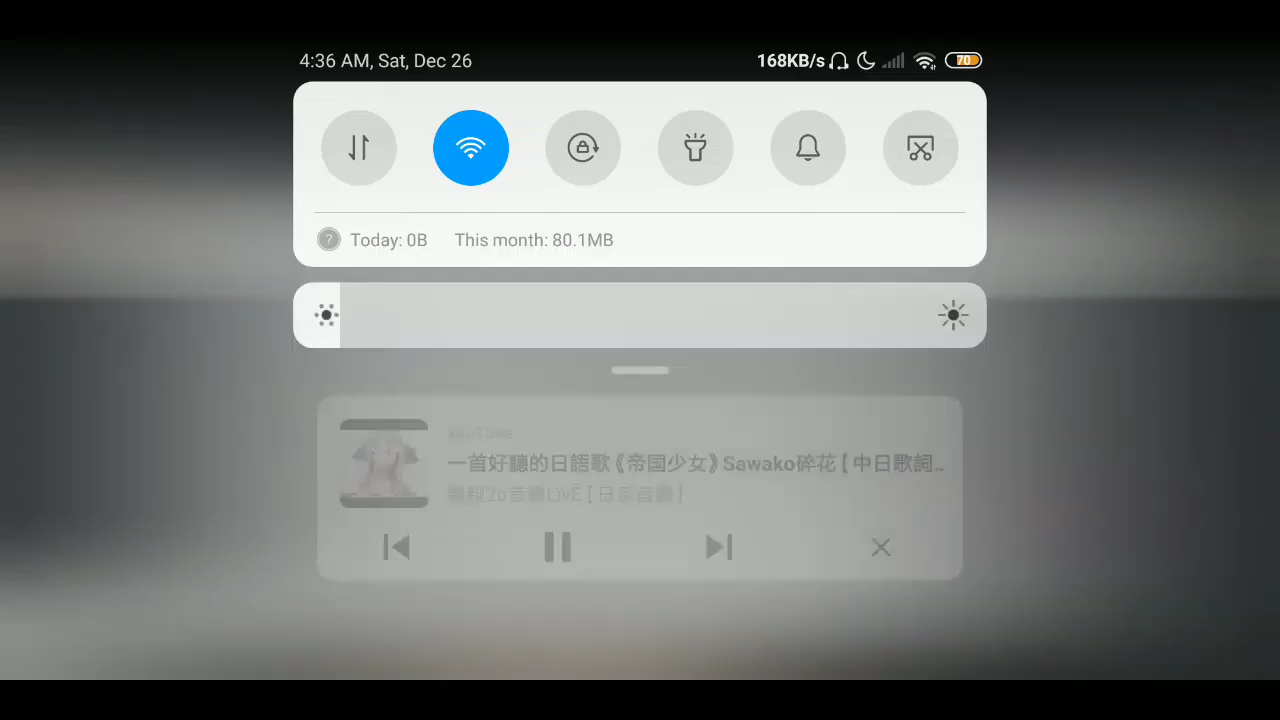 4:36 AM, Sat, Dec 26
168KB/s
70
? Today: 0B This month: 80.1MB
一首好聽的日語歌《帝国少女》Sawako碎花【中日歌詞..